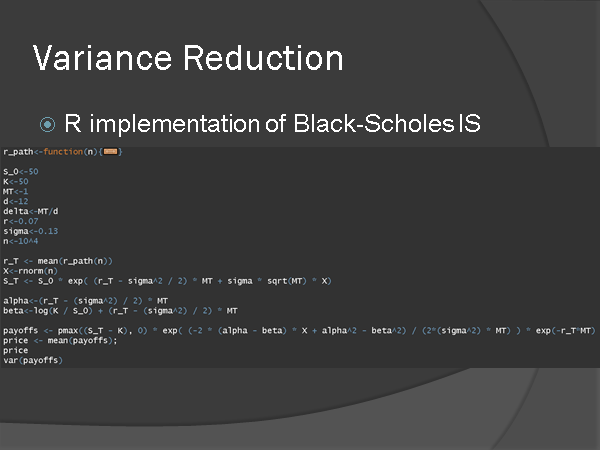 Variance Reduction
R implementation of Black-Scholes IS
r_path<-function(n){}
S_0<-50
K<-50
MT<-1
d<-12
delta<-MT/d
r<-0.07
sigma<-0.13
n<-10^4
r_T <- mean(r_path(n))
X<-rnorm(n)
S_T <- S_0 * exp( (r_T - sigma^2 / 2) * MT + sigma * sqrt(MT) * X)
alpha<-(r_T - (sigma^2) / 2) * MT
beta<-log(K / S_0) + (r_T - (sigma^2) / 2) * MT
payoffs <- pmax((S_T - K), 0) * exp( (-2 * (alpha - beta) * X + alpha^2 - beta^2) / (2*(sigma^2) * MT) ) * exp(-r_T*MT)
price <- mean(payoffs);
price
var(payoffs)